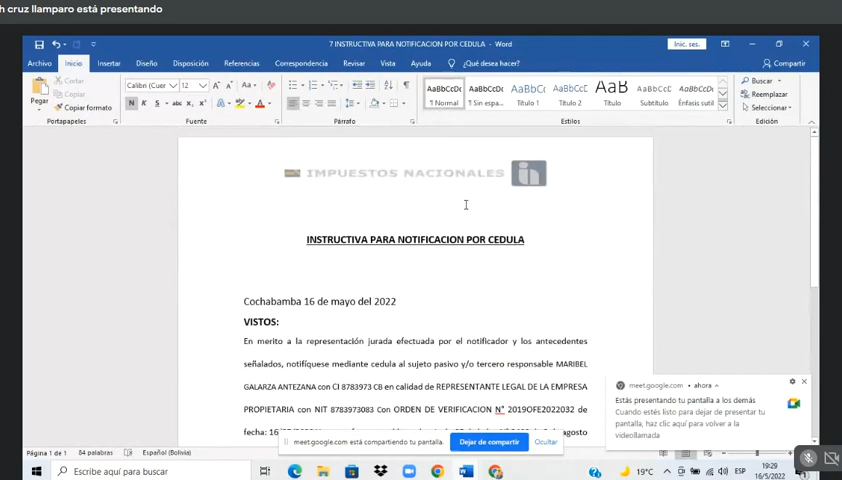 h cruz llamparo está presentando
7 INSTRUCTIVA PARA NOTIFICACION POR CEDULA - Word
Inic. ses.
Archivo Inicio Insertar Diseño Disposición Referencias Correspondencia Revisar Vista Ayuda ¿Qué desea hacer? Compartir
Pegar
Cortar
Copiar
Copiar formato
Calibri (Cuer 12
Aa
N K S abc x₂ x²
AaBbCcDc AaBbCcDc AaBbCc AaBbCcD AaB AaBbCcD AaBbCcDc
¶ Normal ¶ Sin espa... Título 1 Título 2 Título Subtítulo Énfasis sutil
Buscar
Reemplazar
Seleccionar
Portapapeles Fuente Párrafo Estilos Edición
IMPUESTOS NACIONALES
INSTRUCTIVA PARA NOTIFICACION POR CEDULA
Cochabamba 16 de mayo del 2022
VISTOS:
En merito a la representación jurada efectuada por el notificador y los antecedentes
señalados, notifíquese mediante cedula al sujeto pasivo y/o tercero responsable MARIBEL
GALARZA ANTEZANA con CI 8783973 CB en calidad de REPRESENTANTE LEGAL DE LA EMPRESA
PROPIETARIA con NIT 8783973083 Con ORDEN DE VERIFICACION N° 2019OFE2022032 de
fecha: agosto
meet.google.com • ahora
Estás presentando tu pantalla a los demás
Cuando estés listo para dejar de presentar tu
pantalla, haz clic aquí para volver a la
videollamada
meet.google.com está compartiendo tu pantalla. Dejar de compartir Ocultar
Página 1 de 1 84 palabras Español (Bolivia)
Escribe aquí para buscar
19°C
ESP
19:29
16/5/2022